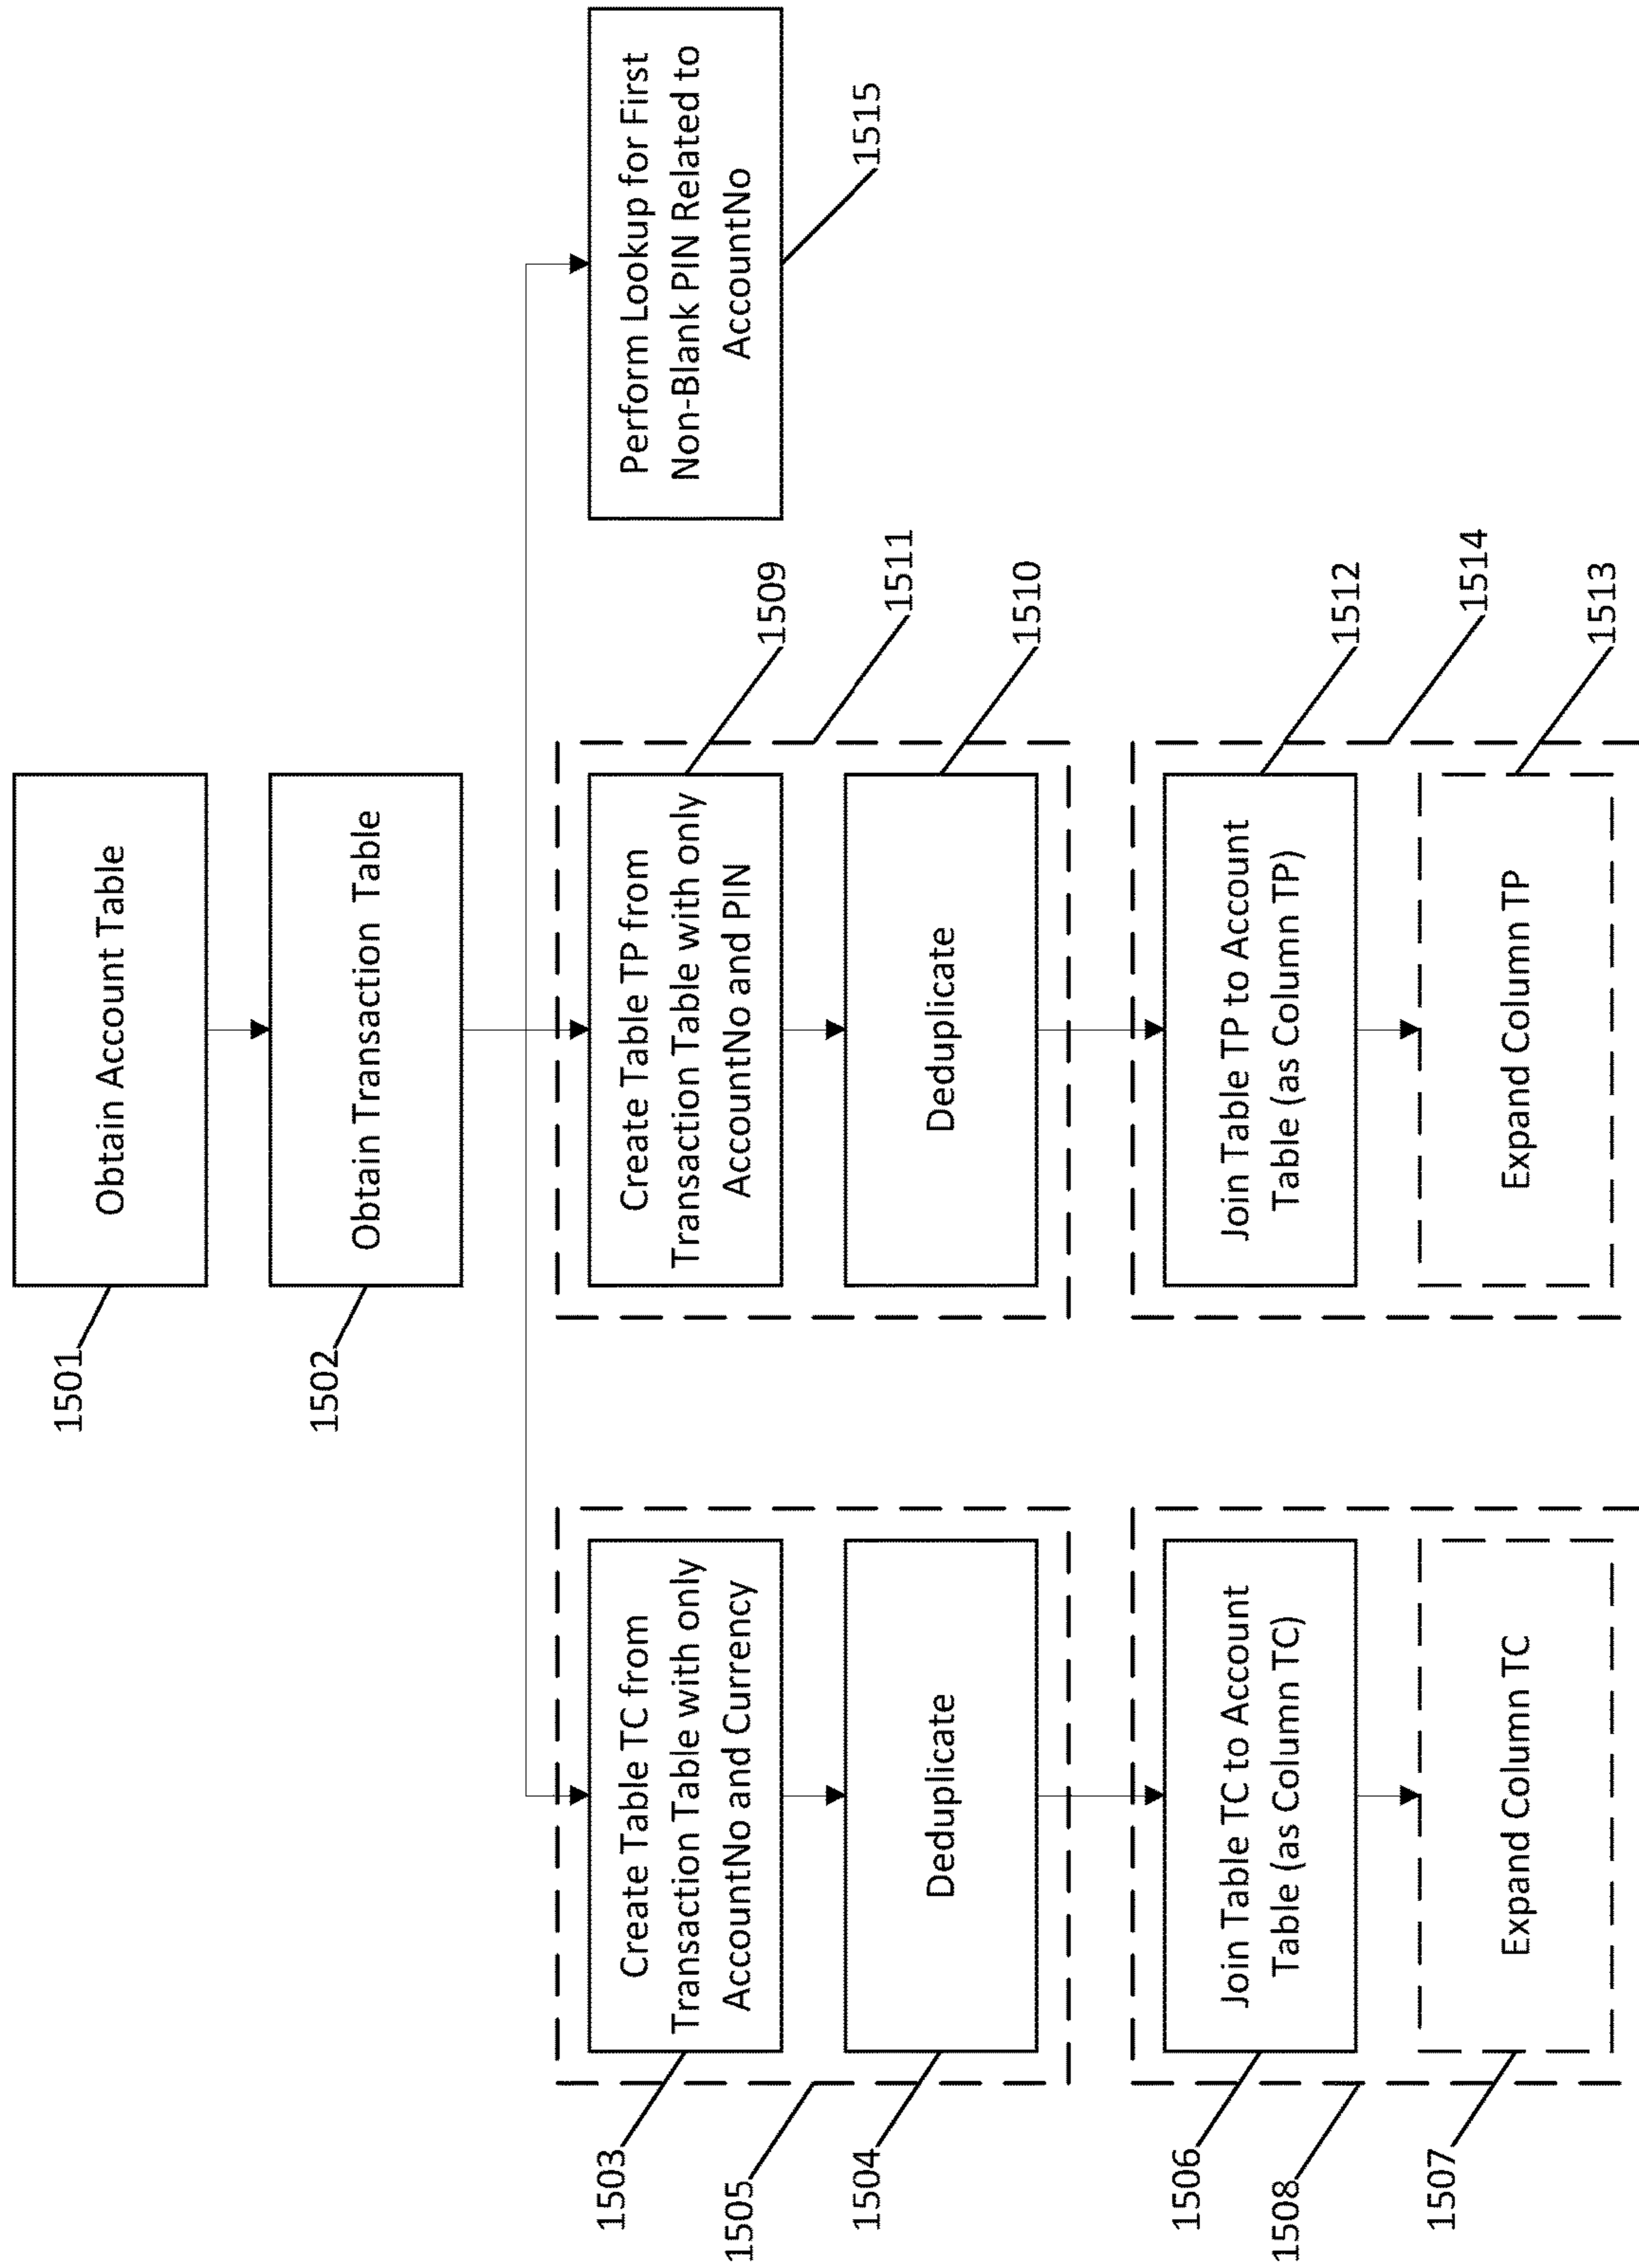 1501
Obtain Account Table
1502
Obtain Transaction Table
1503
Create Table TC from
Transaction Table with only
AccountNo and Currency
1505
1504
Deduplicate
1506
Join Table TC to Account
Table (as Column TC)
1508
1507
Expand Column TC
Create Table TP from
Transaction Table with only
AccountNo and PIN
1509
1511
Deduplicate
1510
Join Table TP to Account
Table (as Column TP)
1512
1514
Expand Column TP
1513
Perform Lookup for First
Non-Blank PIN Related to
AccountNo
1515